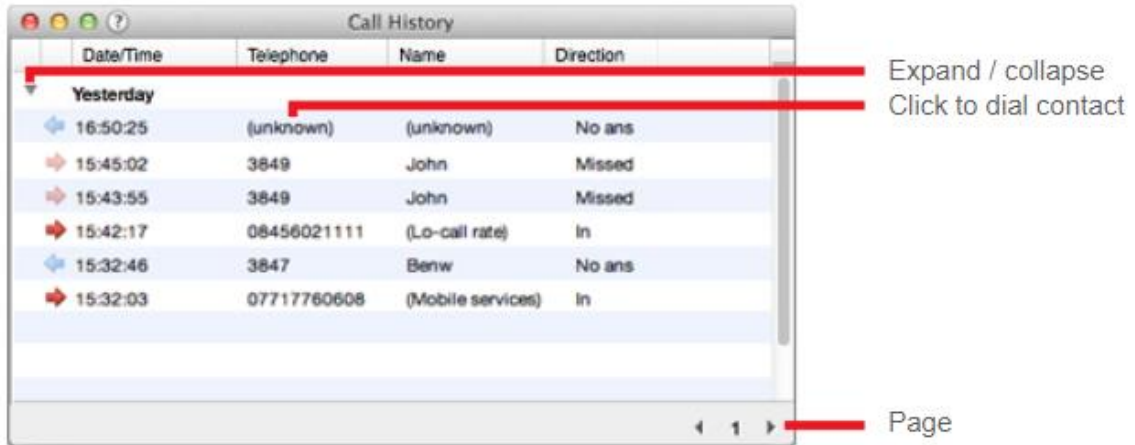 ? Call History
Date/Time Telephone Name Direction
Expand / collapse
Yesterday
Click to dial contact
16:50:25 (unknown) (unknown) No ans
15:45:02 3849 John Missed
15:43:55 3849 John Missed
15:42:17 08456021111 (Lo-call rate) In
15:32:46 3847 Benw No ans
15:32:03 07717760608 (Mobile services) In
1
Page